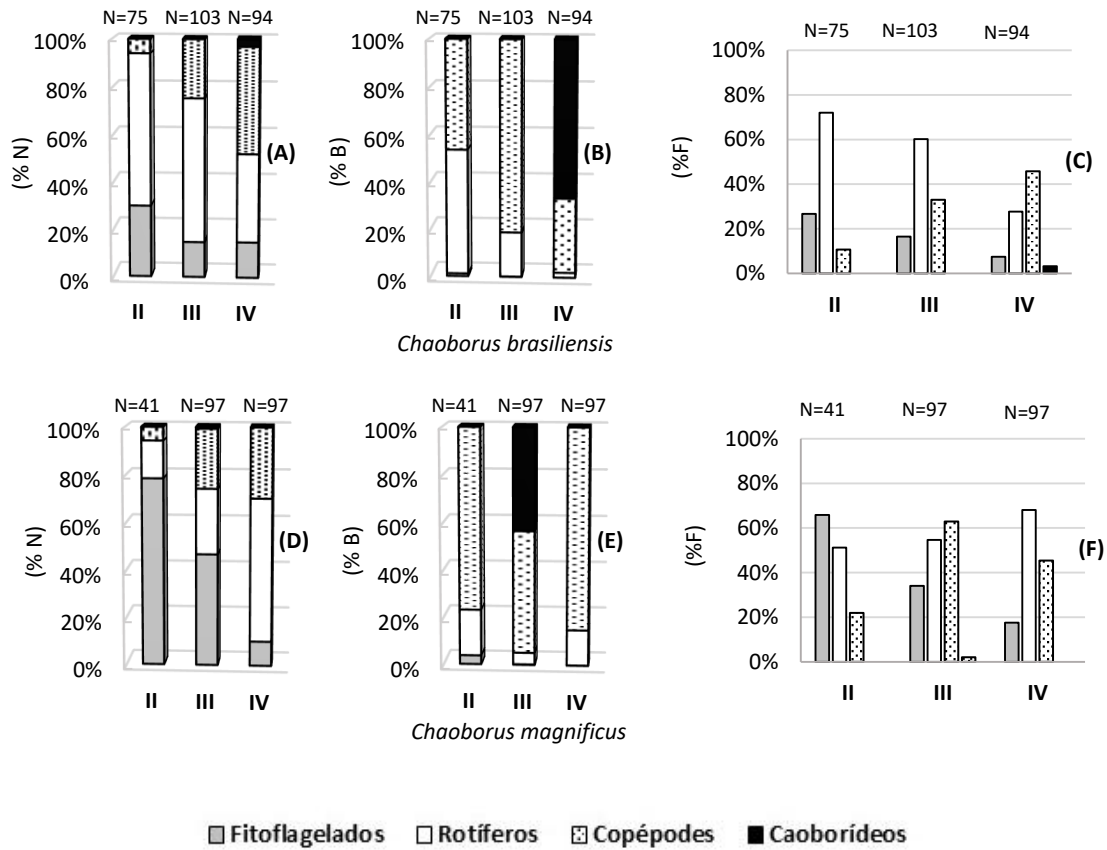 N=75 N=103 N=94
100%
80%
60%
40%
20%
0%
(% N)
(A)
II III IV
N=75 N=103 N=94
100%
80%
60%
40%
20%
0%
(% B)
(B)
II III IV
N=75 N=103 N=94
100%
80%
60%
40%
20%
0%
(%F)
(C)
II III IV
Chaoborus brasiliensis
N=41 N=97 N=97
100%
80%
60%
40%
20%
0%
(% N)
(D)
II III IV
N=41 N=97 N=97
100%
80%
60%
40%
20%
0%
(% B)
(E)
II III IV
N=41 N=97 N=97
100%
80%
60%
40%
20%
0%
(%F)
(F)
II III IV
Chaoborus magnificus
Fitoflagelados Rotíferos Copépodes Caoborídeos